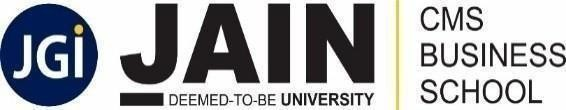 JGi
JAIN
DEEMED-TO-BE UNIVERSITY
CMS
BUSINESS
SCHOOL